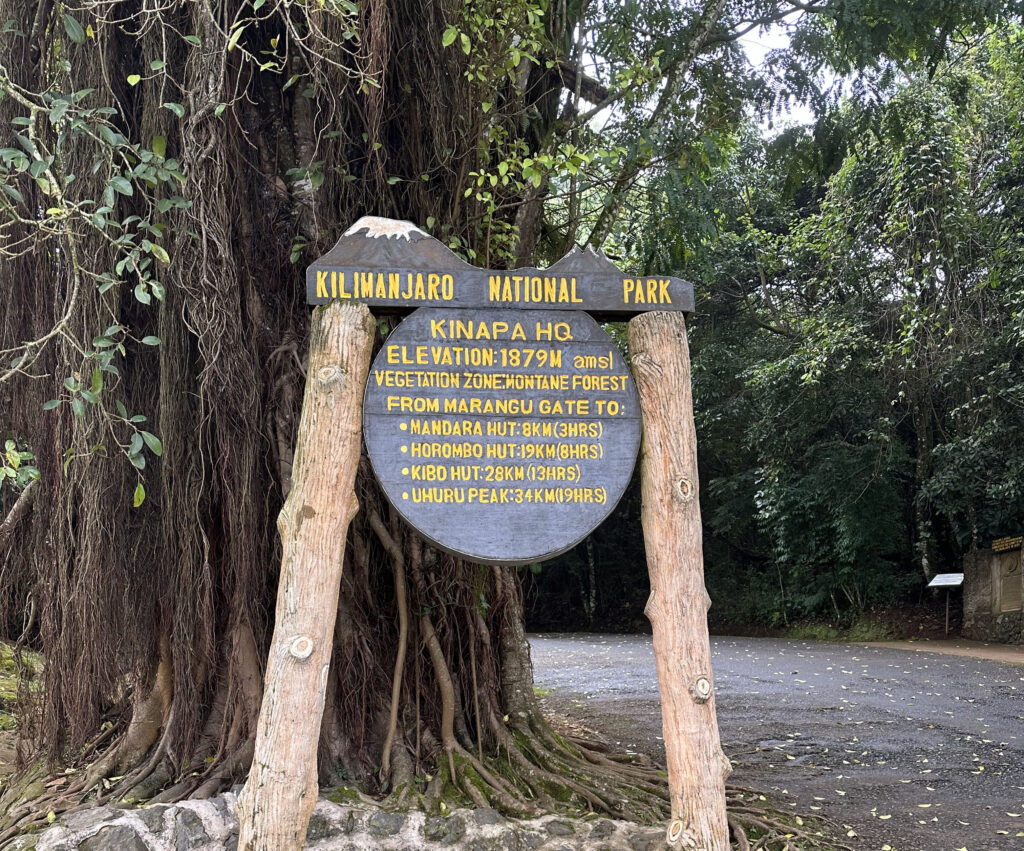 KILIMANJARO NATIONAL PARK
KINAPA HQ
ELEVATION:1879M amsl
VEGETATION ZONE:MONTANE FOREST
FROM MARANGU GATE TO:
•MANDARA HUT:8KM(3HRS)
•HOROMBO HUT:19KM(8HRS)
•KIBO HUT:28KM(13HRS)
•UHURU PEAK:34KM(19HRS)